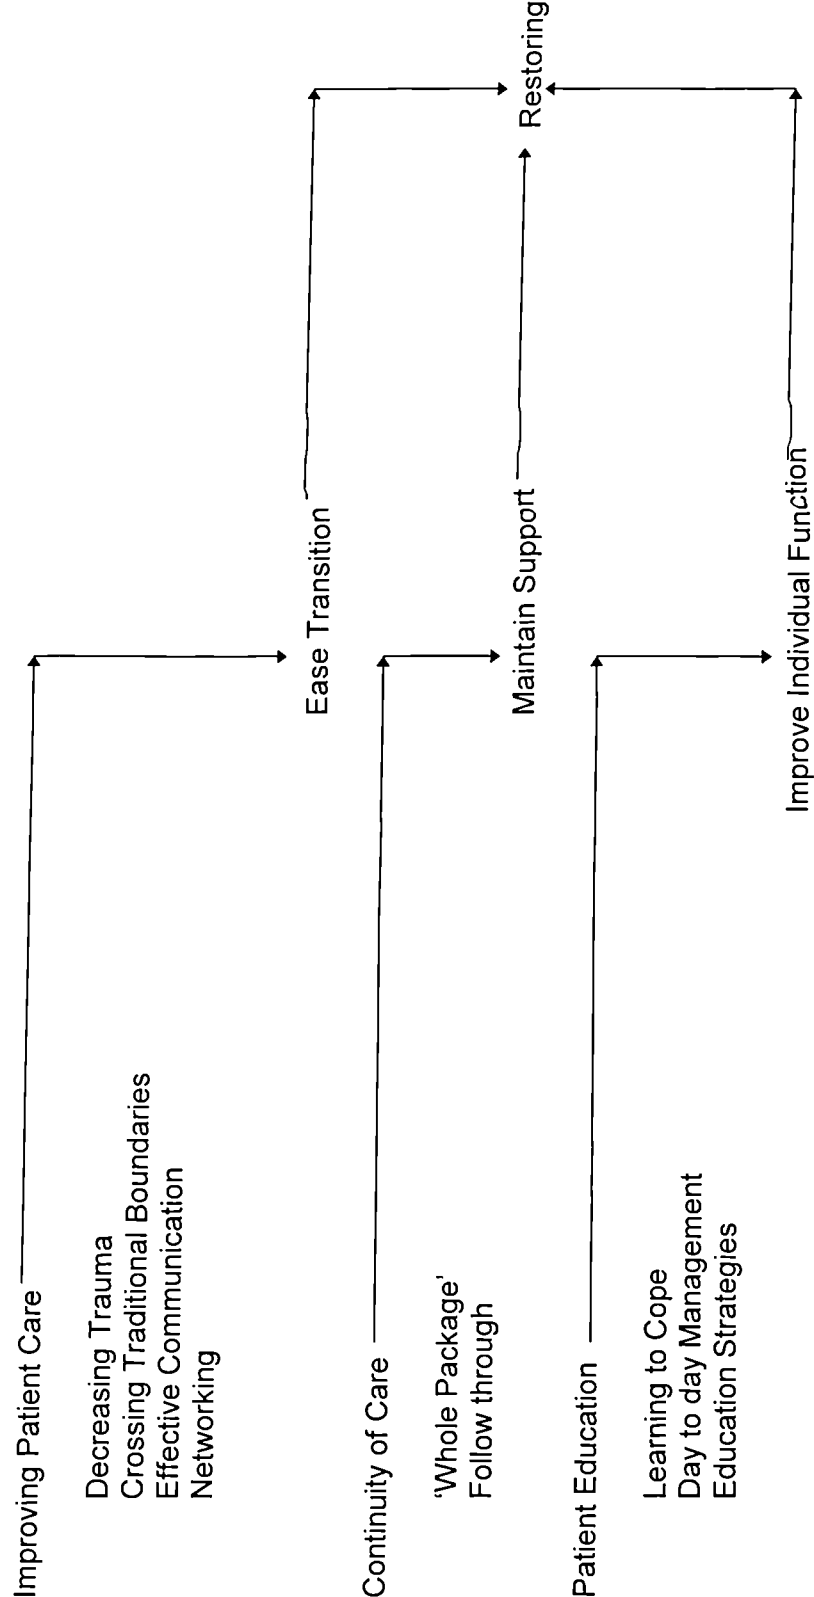 Improving Patient Care
Decreasing Trauma
Crossing Traditional Boundaries
Effective Communication
Networking
Ease Transition
Continuity of Care
'Whole Package'
Follow through
Maintain Support
Restoring
Patient Education
Learning to Cope
Day to day Management
Education Strategies
Improve Individual Function